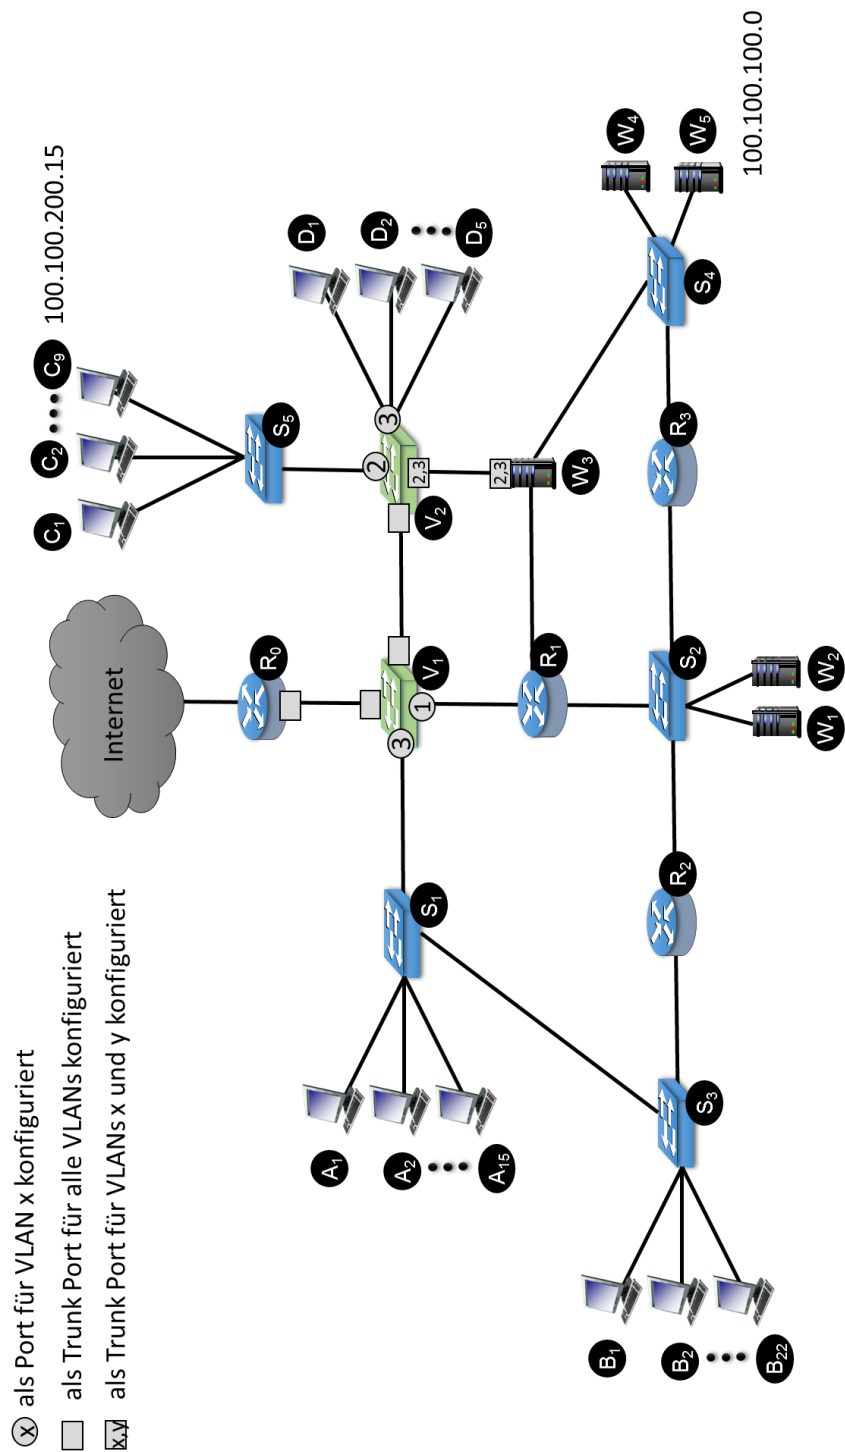 x als Port für VLAN x konfiguriert
als Trunk Port für alle VLANs konfiguriert
x,y als Trunk Port für VLANs x und y konfiguriert
Internet
100.100.200.15
C1
C2
C9
R0
S5
D1
D2
D5
A1
A2
A15
S1
3
1
V1
V2
2
3
2,3
2,3
W3
R1
B1
B2
B22
S3
R2
S2
W1
W2
R3
S4
W4
W5
100.100.100.0